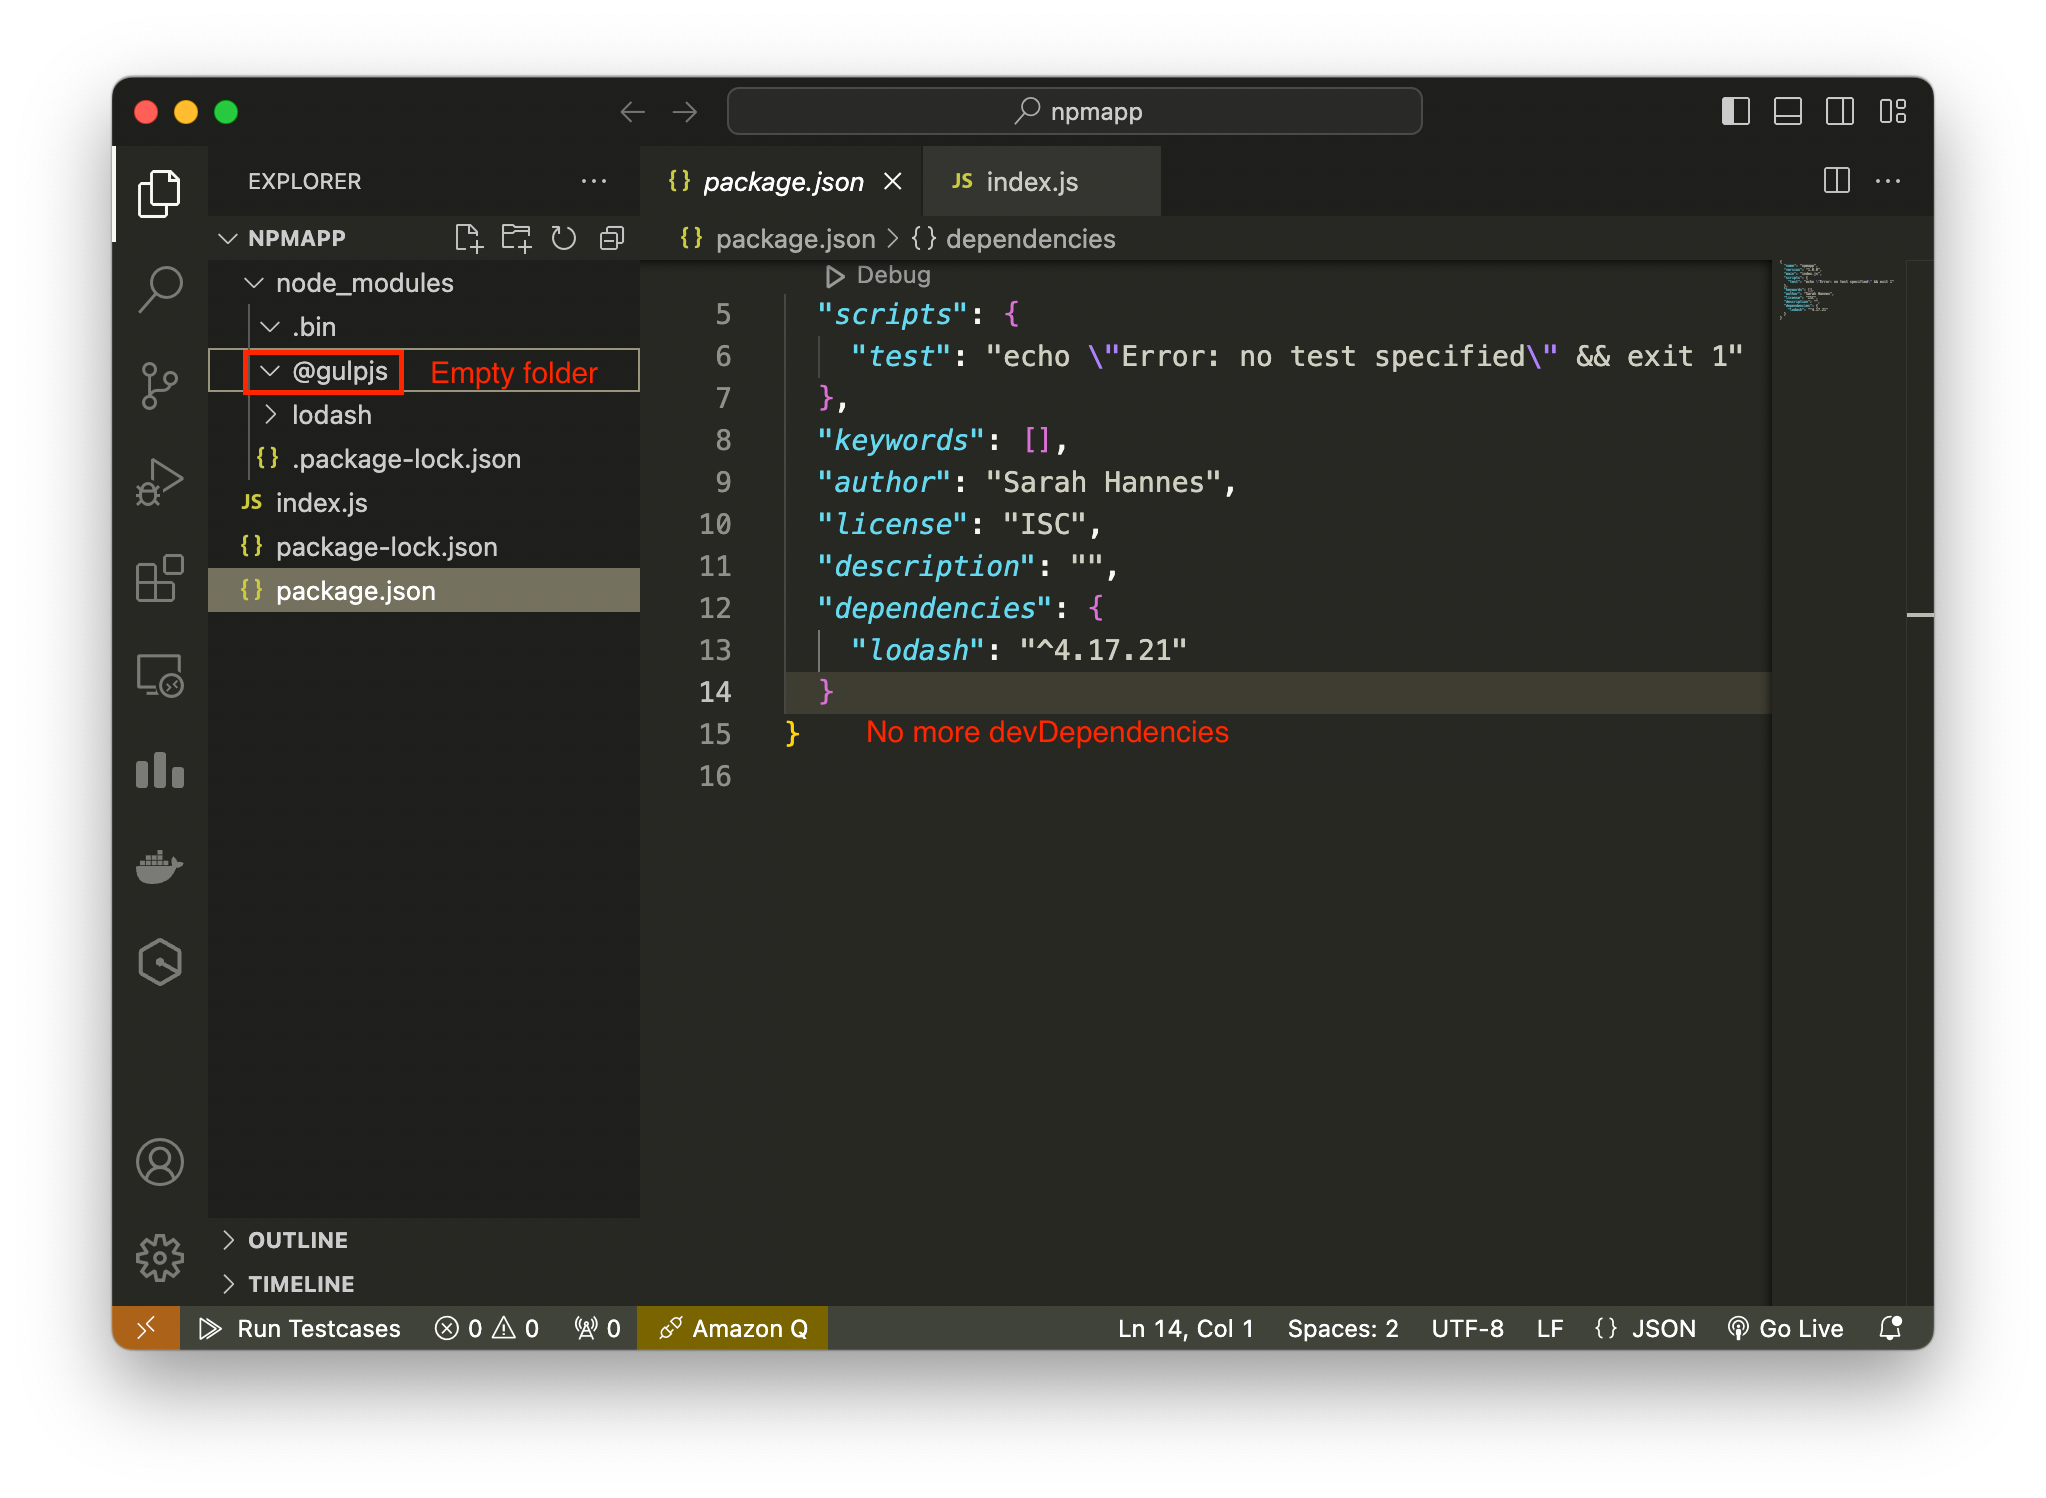 npmapp
EXPLORER
{} package.json
JS index.js
NPMAPP
{} package.json > {} dependencies
node_modules
.bin
@gulpjs Empty folder
lodash
{} .package-lock.json
JS index.js
{} package-lock.json
{} package.json
Debug
5 "scripts": {
6 "test": "echo \"Error: no test specified\" && exit 1"
7 },
8 "keywords": [],
9 "author": "Sarah Hannes",
10 "license": "ISC",
11 "description": "",
12 "dependencies": {
13 "lodash": "^4.17.21"
14 }
15 } No more devDependencies
16
OUTLINE
TIMELINE
Run Testcases 0 0 0 Amazon Q Ln 14, Col 1 Spaces: 2 UTF-8 LF {} JSON Go Live